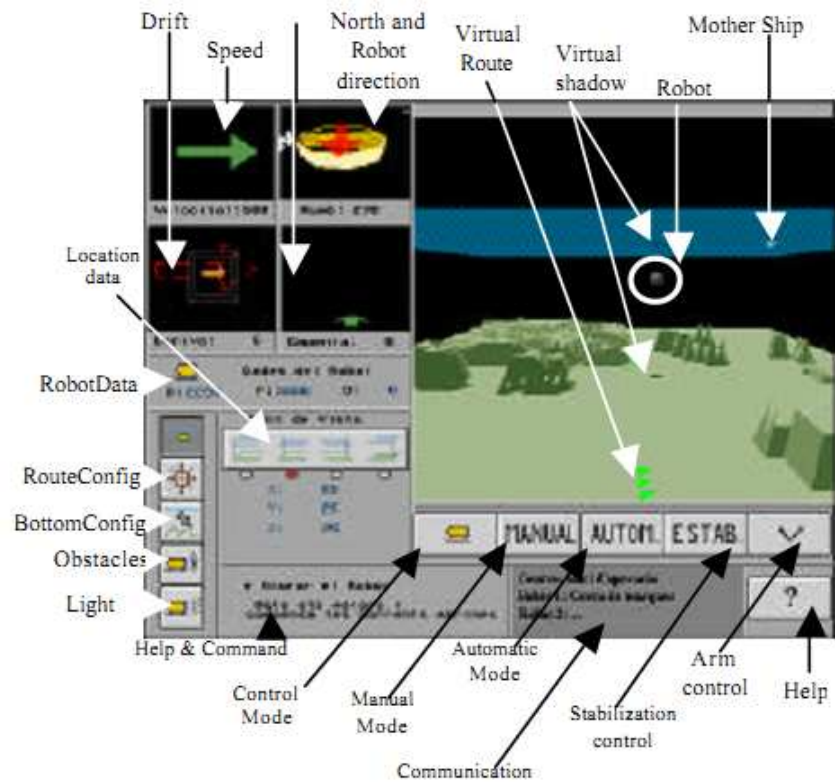 Drift
Speed
North and
Robot
direction
Virtual
Route
Virtual
shadow
Robot
Mother Ship
Location
data
RobotData
RouteConfig
BottomConfig
Obstacles
Light
Help & Command
MANUAL
AUTOM.
ESTAB.
?
Control
Mode
Manual
Mode
Automatic
Mode
Communication
Stabilization
control
Arm
control
Help